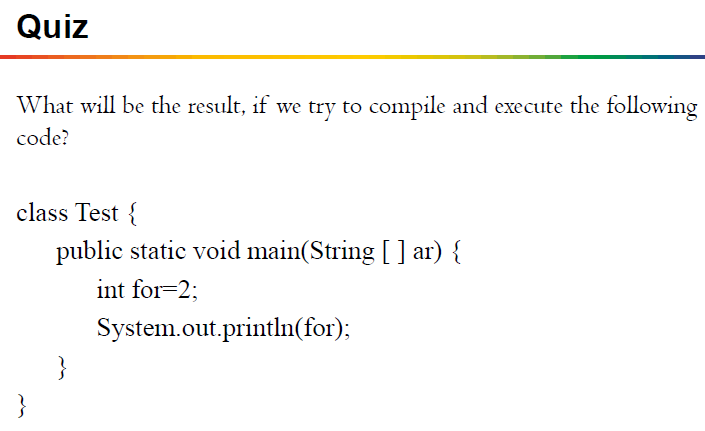 Quiz
What will be the result, if we try to compile and execute the following
code?
class Test {
public static void main(String [ ] ar) {
int for=2;
System.out.println(for);
}
}